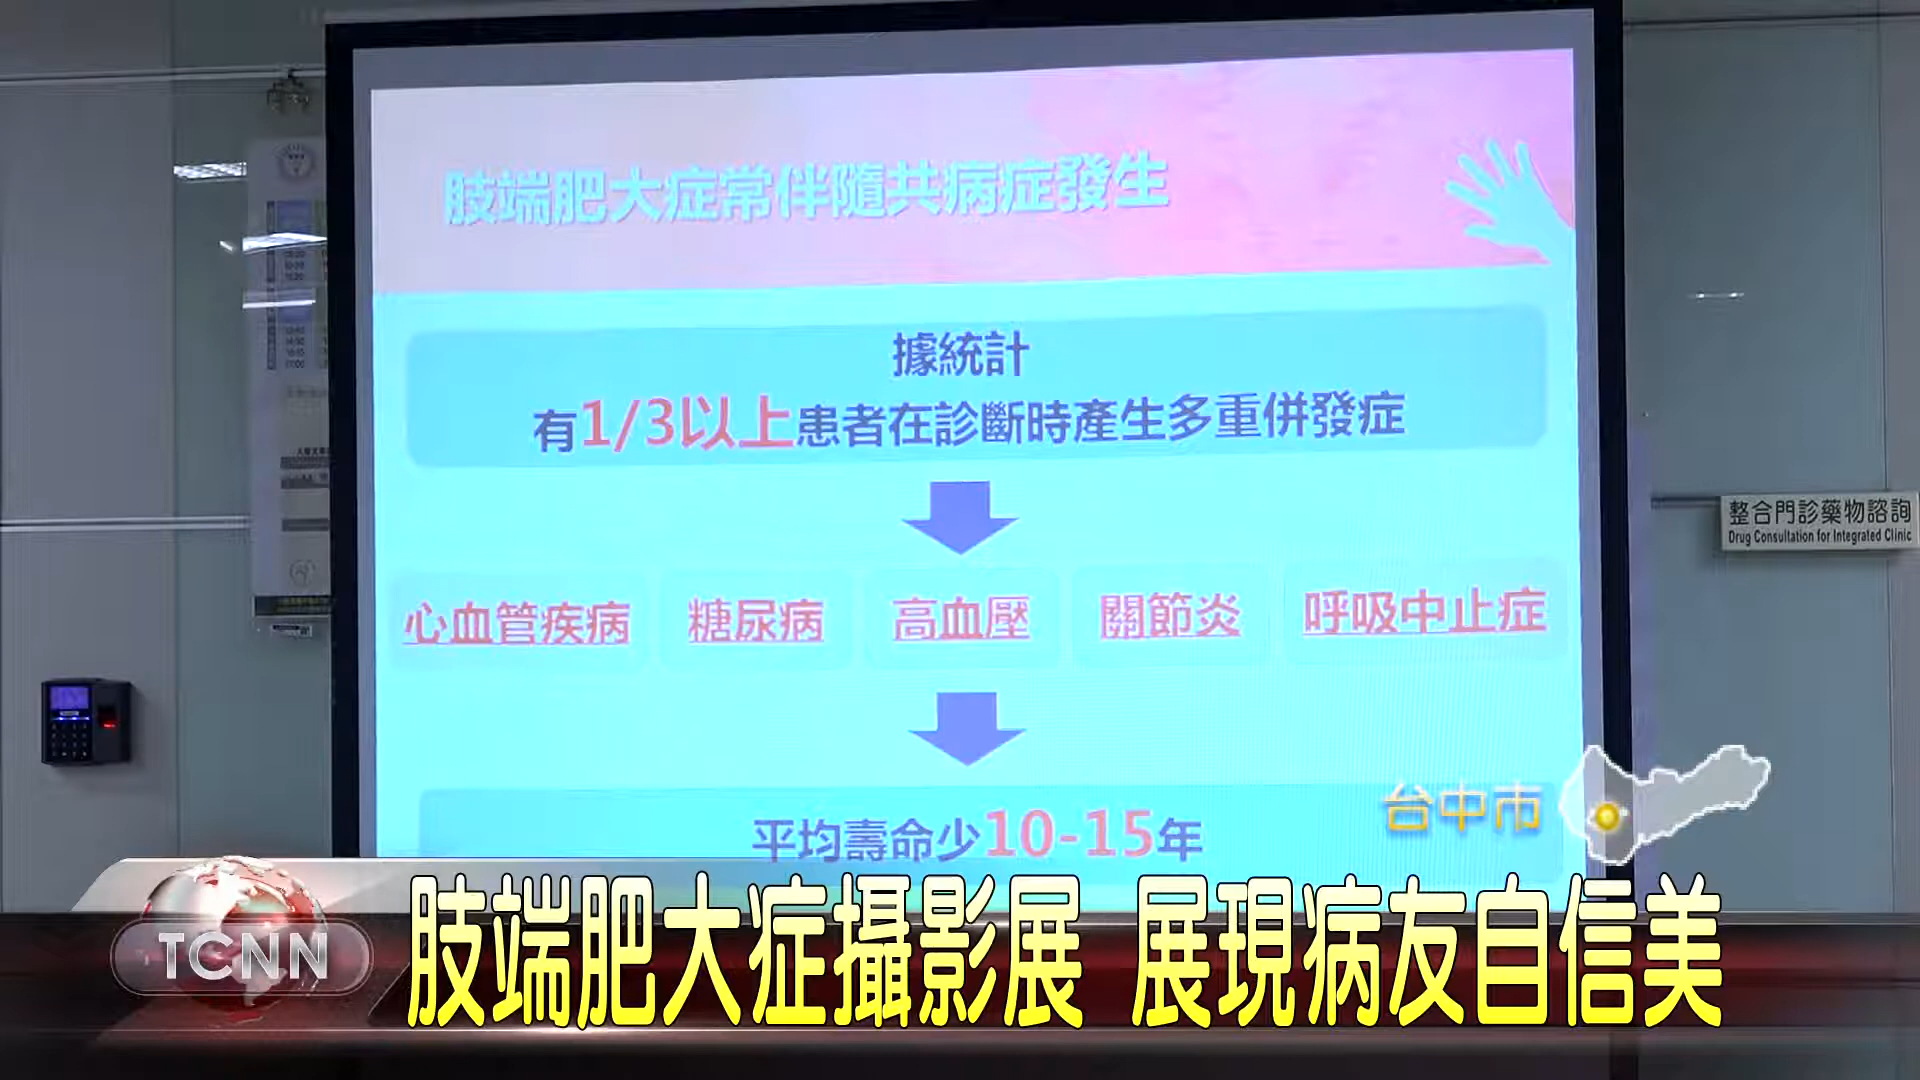 肢端肥大症常伴隨共病症發生
據統計
有1/3以上患者在診斷時產生多重併發症
整合門診藥物諮詢
Drug Consultation for Integrated Clinic
心血管疾病 糖尿病 高血壓 關節炎 呼吸中止症
台中市
平均壽命少10-15年
TCNN
肢端肥大症攝影展 展現病友自信美